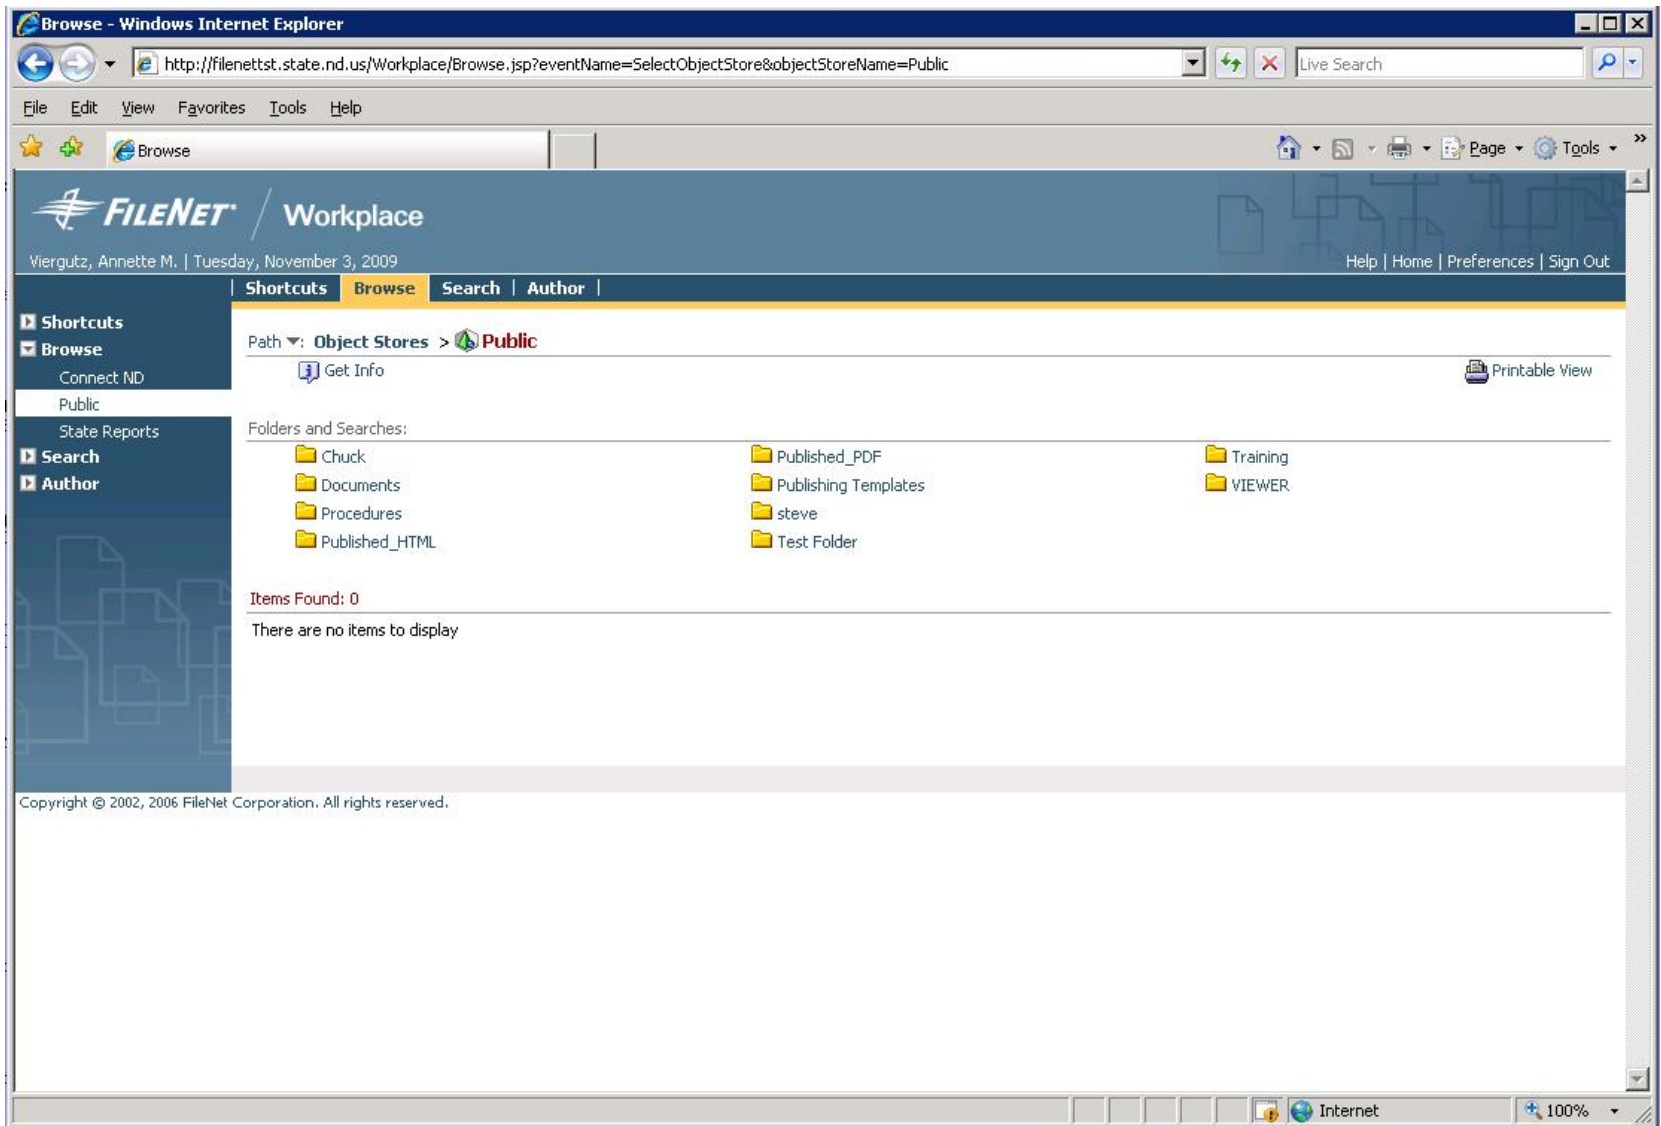 Browse - Windows Internet Explorer
http://filenettst.state.nd.us/Workplace/Browse.jsp?eventName=SelectObjectStore&objectStoreName=Public
Live Search
File Edit View Favorites Tools Help
Browse
Page Tools »
FILENET Workplace
Viergutz, Annette M. | Tuesday, November 3, 2009
Help | Home | Preferences | Sign Out
| Shortcuts Browse Search | Author |
Shortcuts
Browse
Connect ND
Public
State Reports
Search
Author
Path : Object Stores > Public
Get Info
Printable View
Folders and Searches:
Chuck
Documents
Procedures
Published_HTML
Published_PDF
Publishing Templates
steve
Test Folder
Training
VIEWER
Items Found: 0
There are no items to display
Copyright © 2002, 2006 FileNet Corporation. All rights reserved.
Internet
100%